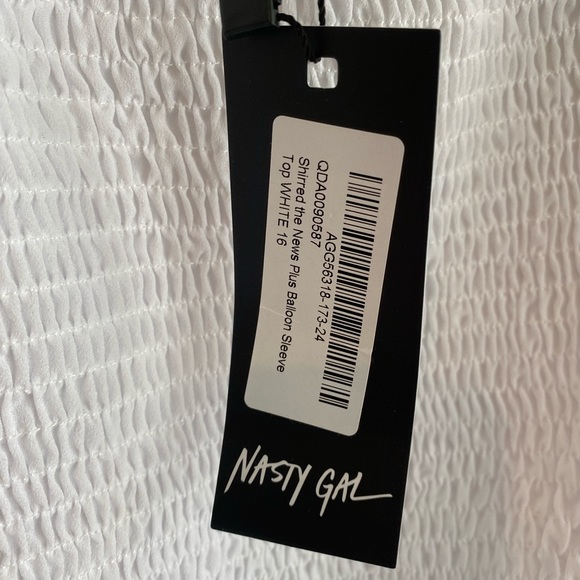 AGG56318-173-24
QDA0090587
Shirred the News Plus Balloon Sleeve
Top WHITE 16
NASTY GAL